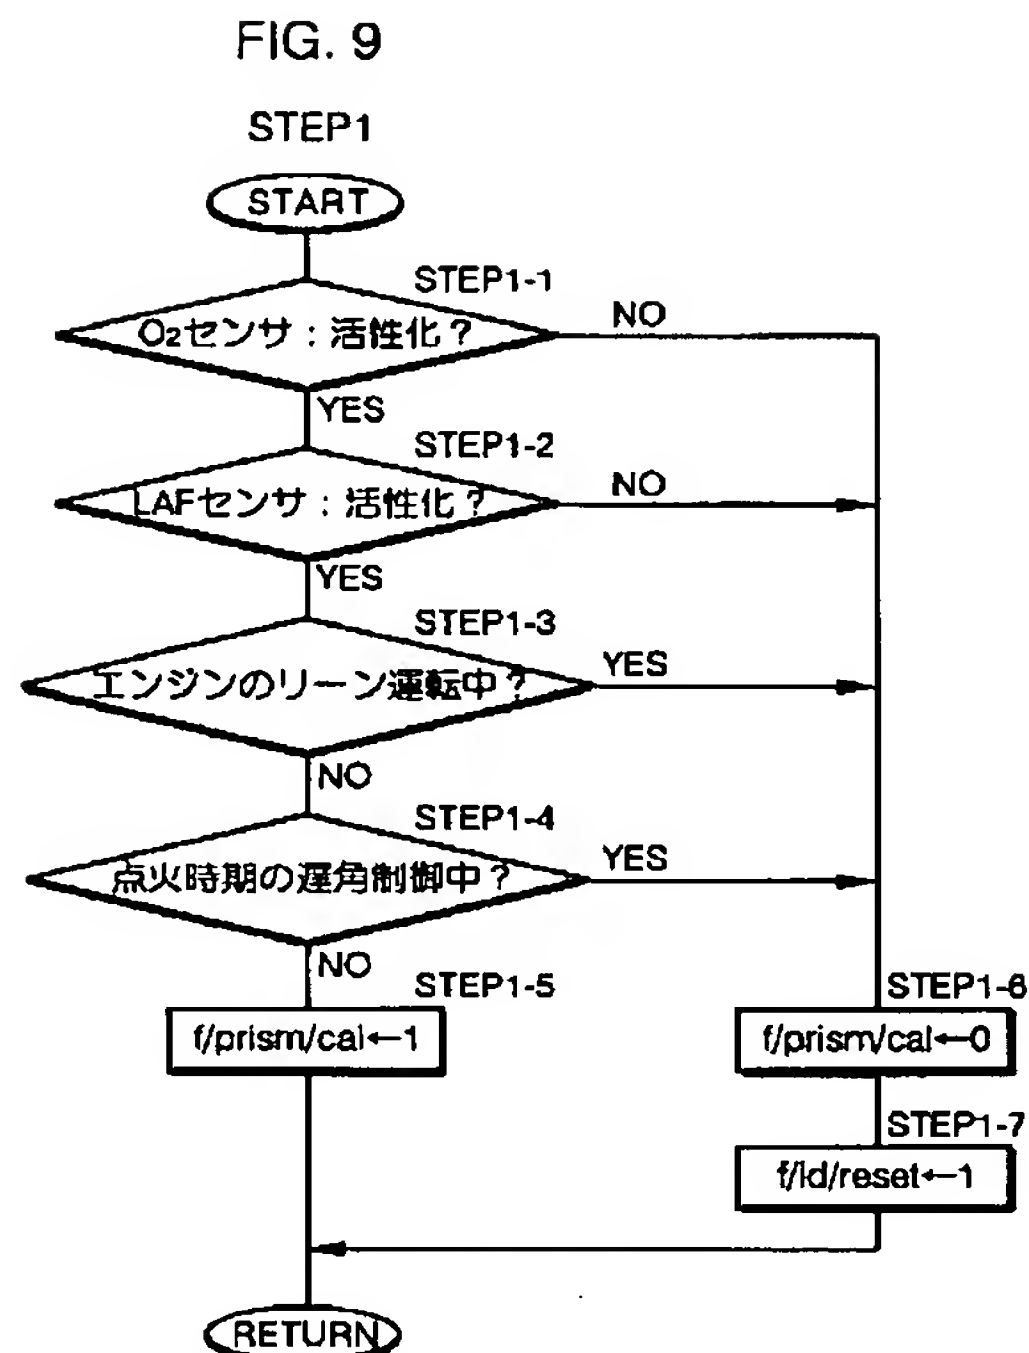 FIG. 9
STEP1
START
STEP1-1
O₂センサ：活性化？
NO
YES
STEP1-2
LAFセンサ：活性化？
NO
YES
STEP1-3
エンジンのリーン運転中？
YES
NO
STEP1-4
点火時期の遅角制御中？
YES
NO
STEP1-5
f/prism/cal←1
STEP1-6
f/prism/cal←0
STEP1-7
f/id/reset←1
RETURN